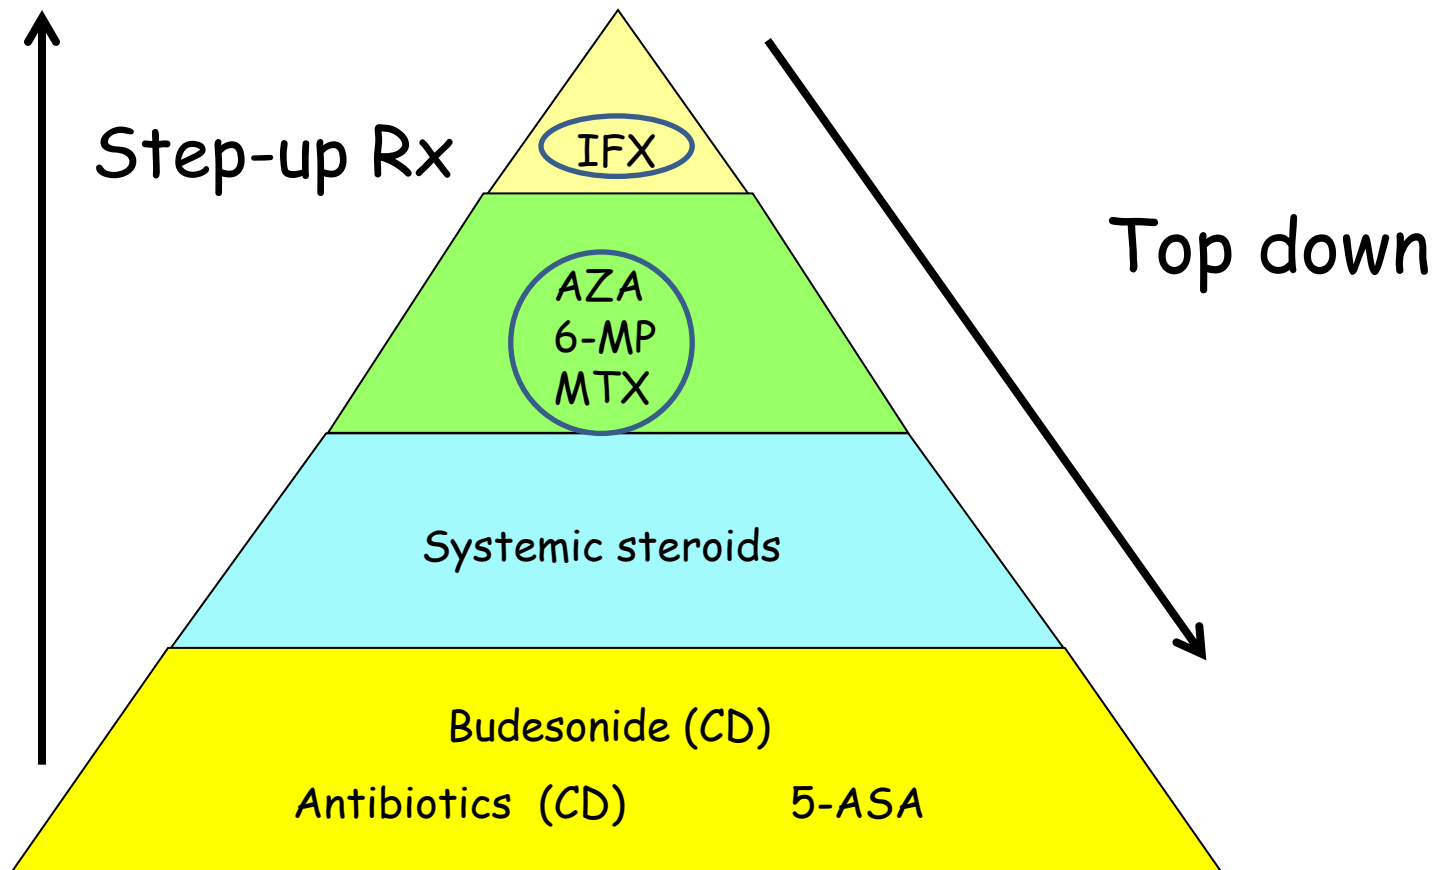 Step-up Rx
IFX
Top down
AZA
6-MP
MTX
Systemic steroids
Budesonide (CD)
Antibiotics (CD) 5-ASA